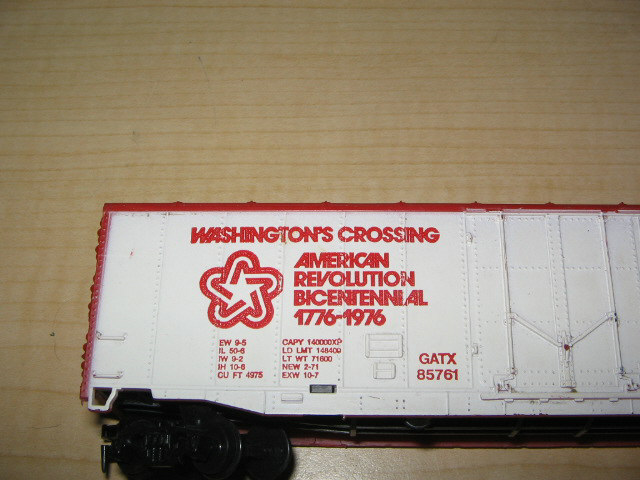 WASHINGTON'S CROSSING
AMERICAN
REVOLUTION
BICENTENNIAL
1776-1976
EW 9-5
IL 50-6
IW 9-2
IH 10-6
CU FT 4975
CAPY 140000XP
LD LMT 148400
LT WT 71600
NEW 2-71
EXW 10-7
GATX
85761